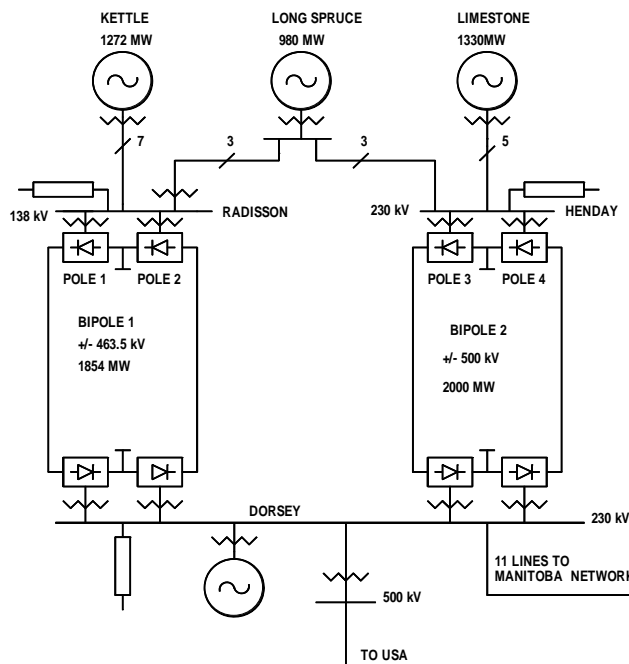 KETTLE
1272 MW
LONG SPRUCE
980 MW
LIMESTONE
1330MW
7
3
3
5
138 kV
RADISSON
230 kV
HENDAY
POLE 1
POLE 2
POLE 3
POLE 4
BIPOLE 1
+/- 463.5 kV
1854 MW
BIPOLE 2
+/- 500 kV
2000 MW
DORSEY
230 kV
11 LINES TO
MANITOBA NETWORK
500 kV
TO USA